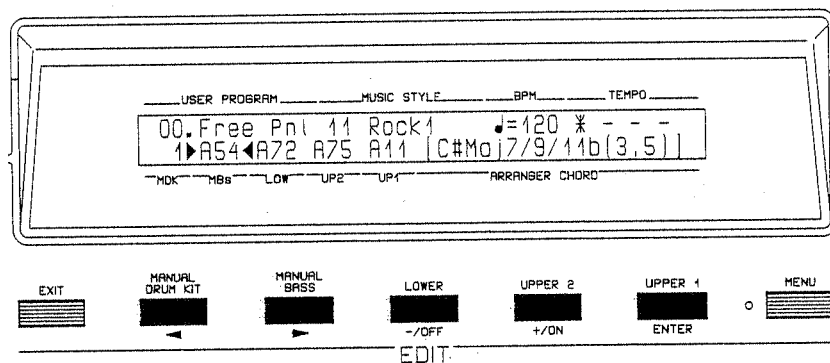 USER PROGRAM MUSIC STYLE BPM TEMPO
00.Free Pnl 11 Rock1 ♩=120 * - - -
1▶A54◀A72 A75 A11 [C#Maj7/9/11b(3,5)]
MDK MBs LOW UP2 UP1 ARRANGER CHORD
EXIT MANUAL DRUM KIT MANUAL BASS LOWER UPPER 2 UPPER 1 MENU
◄ ► -/OFF +/ON ENTER
EDIT